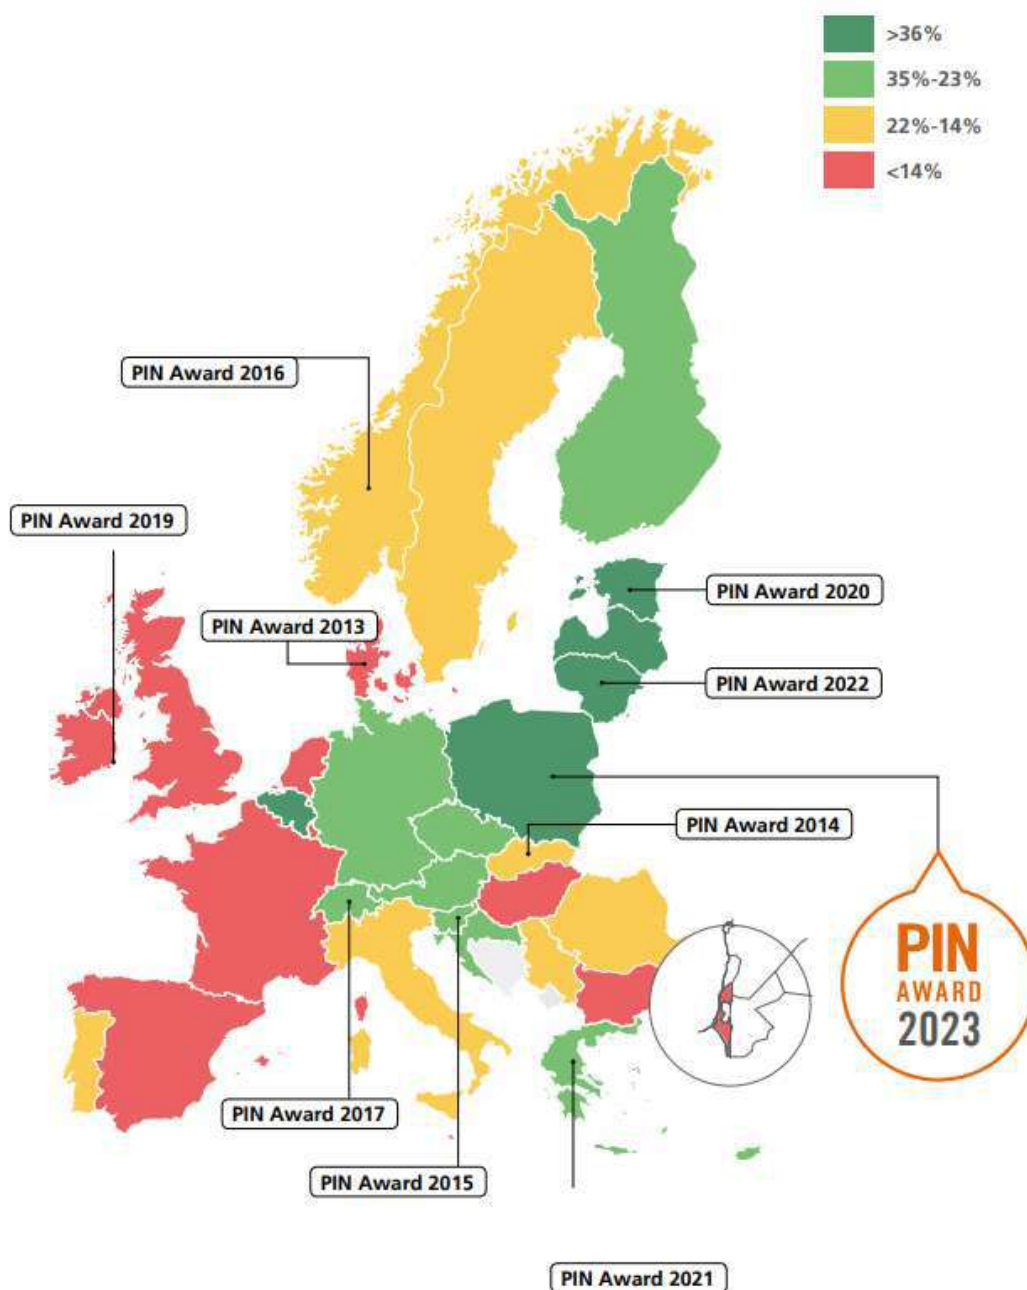 >36%
35%-23%
22%-14%
<14%
PIN Award 2016
PIN Award 2019
PIN Award 2020
PIN Award 2013
PIN Award 2022
PIN Award 2014
PIN
AWARD
2023
PIN Award 2017
PIN Award 2015
PIN Award 2021